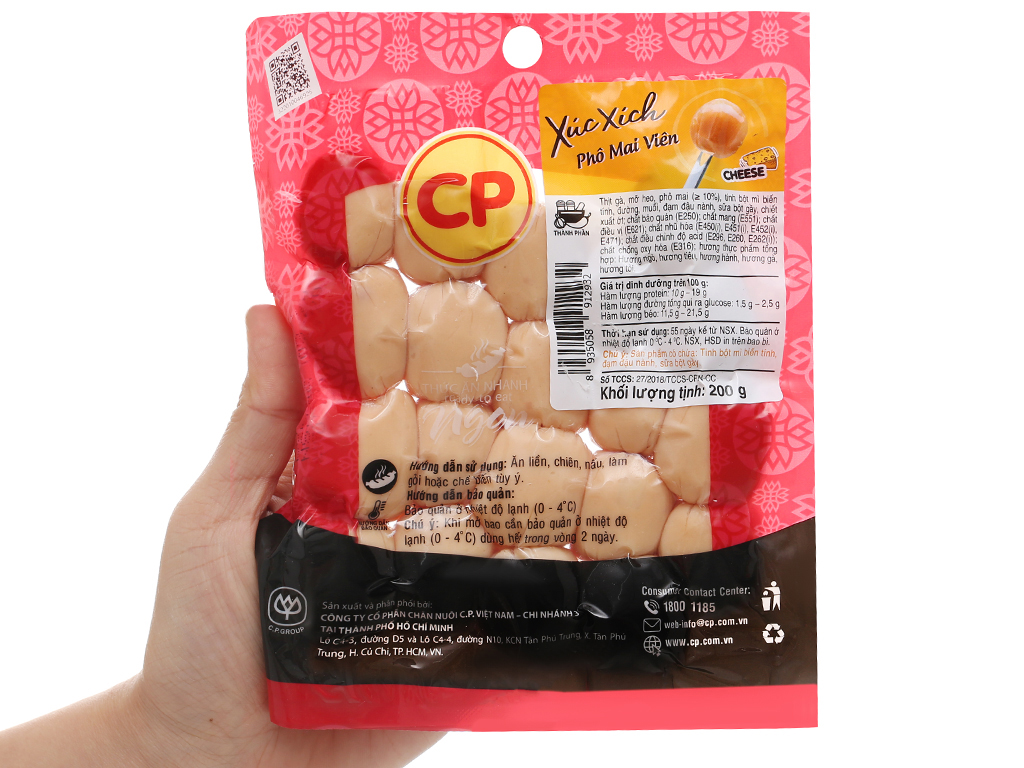 CP
Xúc Xích
Phô Mai Viên
CHEESE
THÀNH PHẦN
Thịt gà, mỡ heo, phô mai (≥ 10%), tinh bột mì biến
tính, đường, muối, đạm đậu nành, sữa bột gầy, chiết
xuất ớt; chất bảo quản (E250); chất mang (E551); chất
điều vị (E621); chất nhũ hóa (E450(i), E451(i), E452(i),
E471); chất điều chỉnh độ acid (E296, E260, E262(i));
chất chống oxy hóa (E316); hương thực phẩm tổng
hợp: Hương ngò, hương tiêu, hương hành, hương gà,
hương tỏi.
Giá trị dinh dưỡng trên 100 g:
Hàm lượng protein: 10 g - 19 g
Hàm lượng đường tổng qui ra glucose: 1,5 g – 2,5 g
Hàm lượng béo: 11,5 g - 21,5 g
Thời hạn sử dụng: 55 ngày kể từ NSX. Bảo quản ở
nhiệt độ lạnh 0 °C - 4 °C. NSX, HSD in trên bao bì.
Chú ý: Sản phẩm có chứa: Tinh bột mì biến tính,
đạm đậu nành, sữa bột gầy
Số TCCS: 27/2018/TCCS-CPN-CC
Khối lượng tịnh: 200 g
8 935058 912932
ready to eat
Ngon
Hướng dẫn sử dụng: Ăn liền, chiên, nấu, làm
gỏi hoặc chế biến tùy ý.
Hướng dẫn bảo quản:
Bảo quản ở nhiệt độ lạnh (0 - 4°C)
Chú ý: Khi mở bao cần bảo quản ở nhiệt độ
lạnh (0 - 4°C) dùng hết trong vòng 2 ngày.
HƯỚNG DẪN
BẢO QUẢN
C.P. GROUP
Sản xuất và phân phối bởi:
CÔNG TY CỔ PHẦN CHĂN NUÔI C.P. VIỆT NAM – CHI NHÁNH 3
TẠI THÀNH PHỐ HỒ CHÍ MINH
Lô C4-3, đường D5 và Lô C4-4, đường N10, KCN Tân Phú Trung, X. Tân Phú
Trung, H. Củ Chi, TP. HCM, VN.
Consumer Contact Center:
1800 1185
web-info@cp.com.vn
www.cp.com.vn